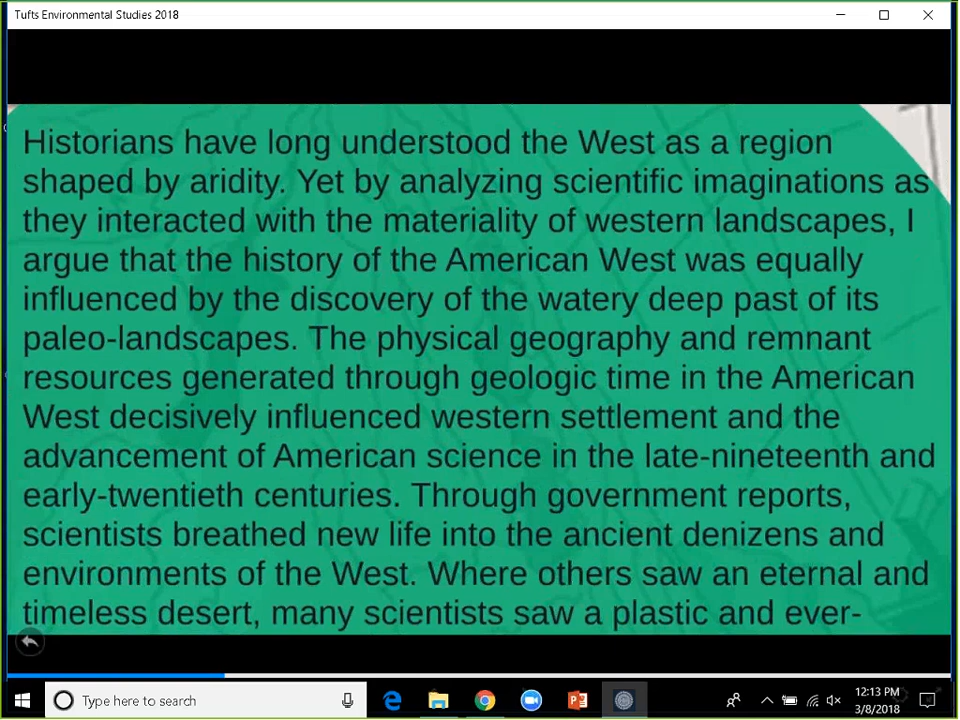 Tufts Environmental Studies 2018
Historians have long understood the West as a region
shaped by aridity. Yet by analyzing scientific imaginations as
they interacted with the materiality of western landscapes, I
argue that the history of the American West was equally
influenced by the discovery of the watery deep past of its
paleo-landscapes. The physical geography and remnant
resources generated through geologic time in the American
West decisively influenced western settlement and the
advancement of American science in the late-nineteenth and
early-twentieth centuries. Through government reports,
scientists breathed new life into the ancient denizens and
environments of the West. Where others saw an eternal and
timeless desert, many scientists saw a plastic and ever-
Type here to search
12:13 PM
3/8/2018